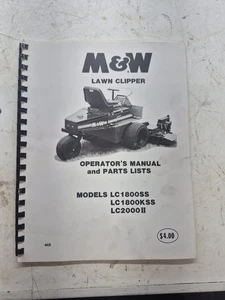 M&W
LAWN CLIPPER
OPERATOR'S MANUAL
and PARTS LISTS
MODELS LC1800SS
LC1800KSS
LC2000II
$4.00